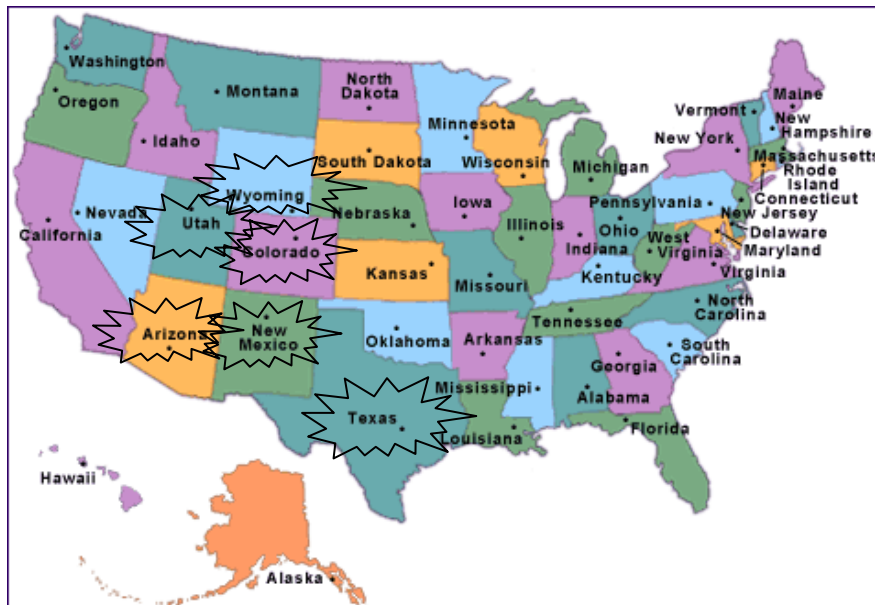 Washington
Oregon
Idaho
Montana
North
Dakota
South Dakota
Minnesota
Wisconsin
Michigan
Vermont
Maine
New
Hampshire
New York
Massachusetts
Rhode
Island
Connecticut
New Jersey
Delaware
Maryland
Pennsylvania
Wyoming
Nebraska
Iowa
Illinois
Indiana
Ohio
West
Virginia
Virginia
California
Nevada
Utah
Colorado
Kansas
Missouri
Kentucky
North
Carolina
Tennessee
South
Carolina
Arizona
New
Mexico
Oklahoma
Arkansas
Mississippi
Alabama
Georgia
Florida
Texas
Louisiana
Hawaii
Alaska